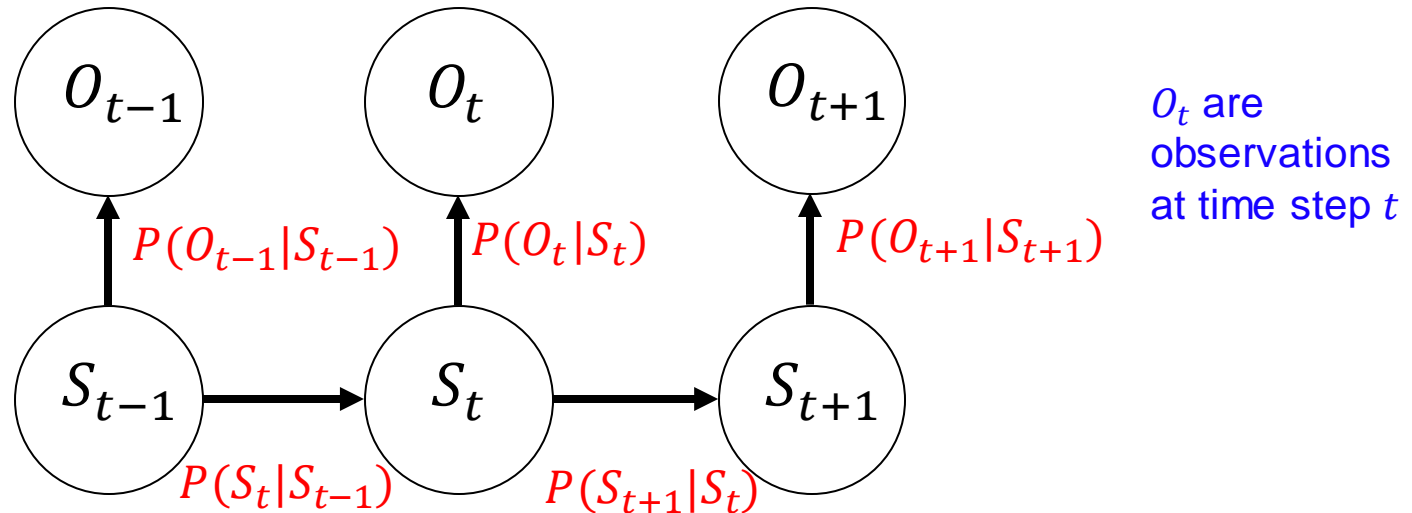 O_{t−1}
O_t
O_{t+1}
O_t are
observations
at time step t
P(O_{t−1}|S_{t−1})
P(O_t|S_t)
P(O_{t+1}|S_{t+1})
S_{t−1}
S_t
S_{t+1}
P(S_t|S_{t−1})
P(S_{t+1}|S_t)